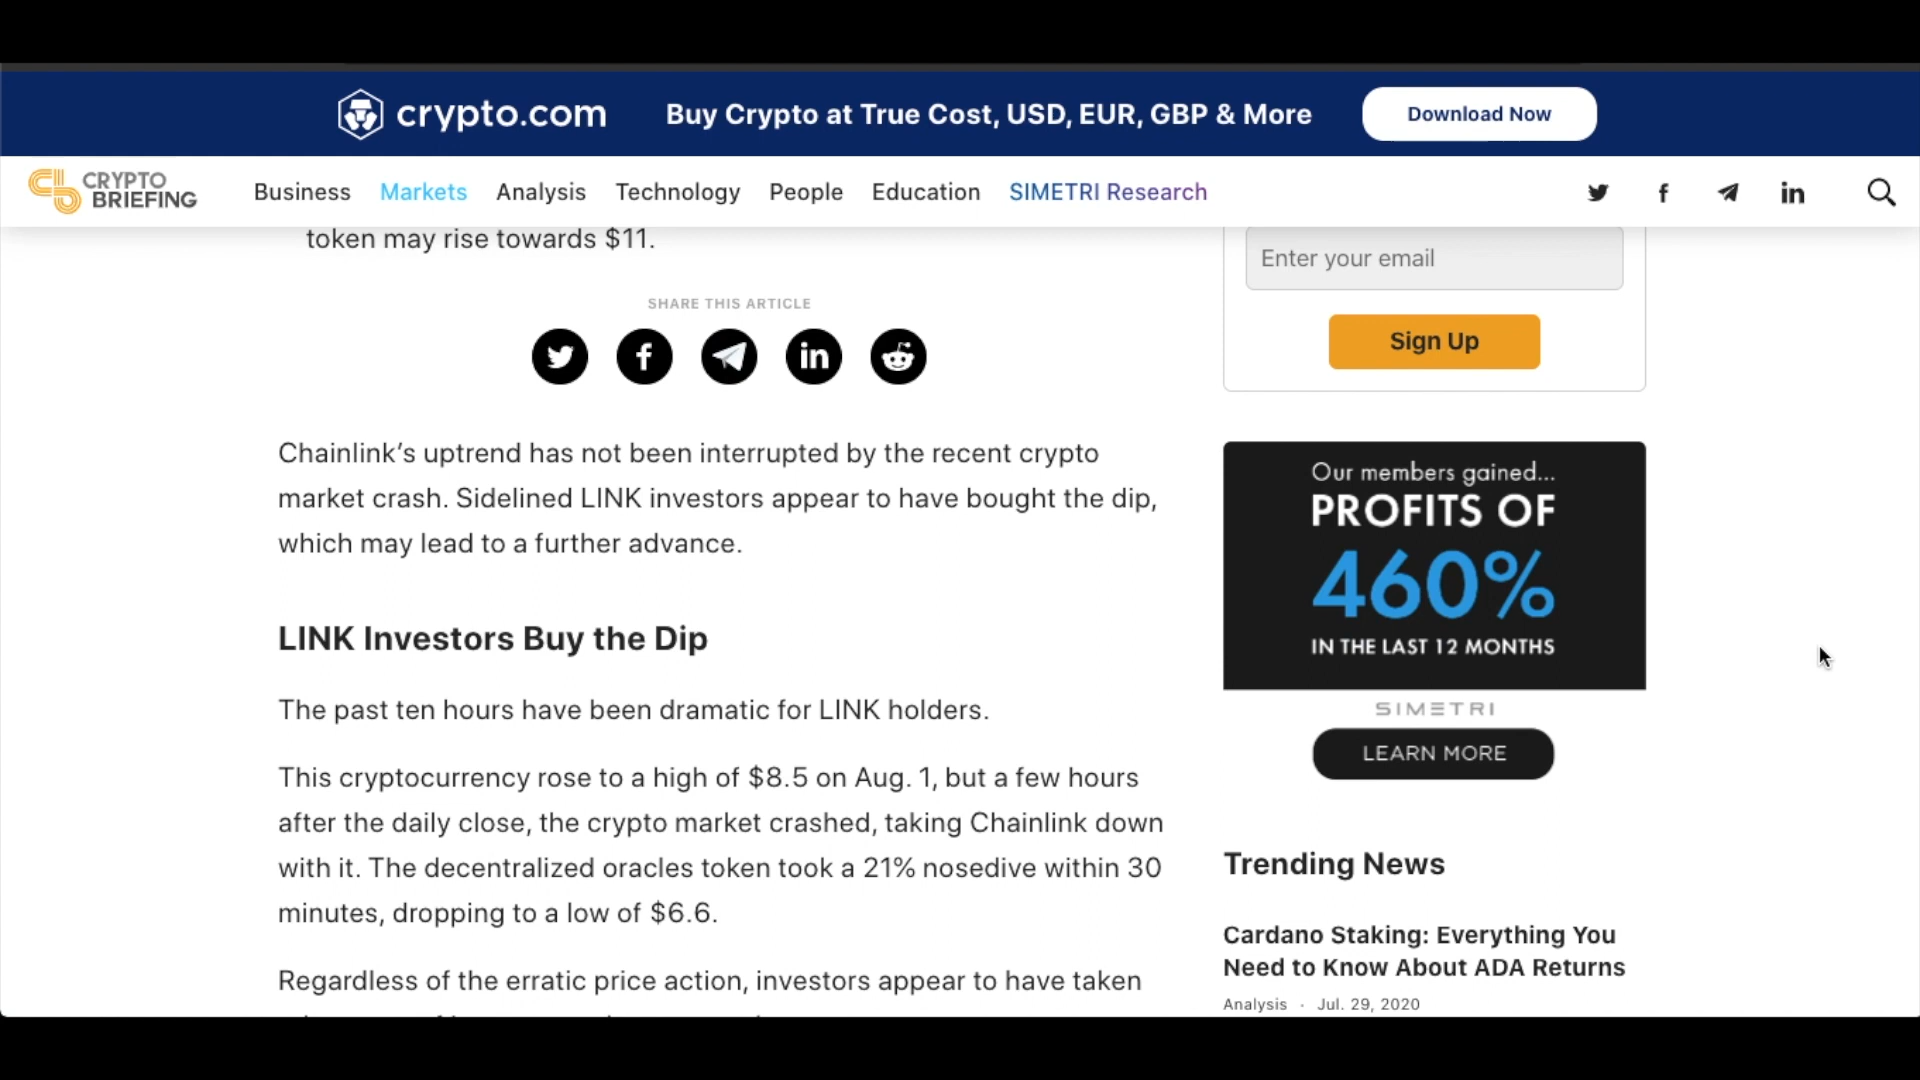 crypto.com
Buy Crypto at True Cost, USD, EUR, GBP & More
Download Now
CRYPTO
BRIEFING
Business
Markets
Analysis
Technology
People
Education
SIMETRI Research
token may rise towards $11.
SHARE THIS ARTICLE
Chainlink’s uptrend has not been interrupted by the recent crypto
market crash. Sidelined LINK investors appear to have bought the dip,
which may lead to a further advance.
LINK Investors Buy the Dip
The past ten hours have been dramatic for LINK holders.
This cryptocurrency rose to a high of $8.5 on Aug. 1, but a few hours
after the daily close, the crypto market crashed, taking Chainlink down
with it. The decentralized oracles token took a 21% nosedive within 30
minutes, dropping to a low of $6.6.
Regardless of the erratic price action, investors appear to have taken
Enter your email
Sign Up
Our members gained...
PROFITS OF
460%
IN THE LAST 12 MONTHS
SIMETRI
LEARN MORE
Trending News
Cardano Staking: Everything You
Need to Know About ADA Returns
Analysis · Jul. 29, 2020